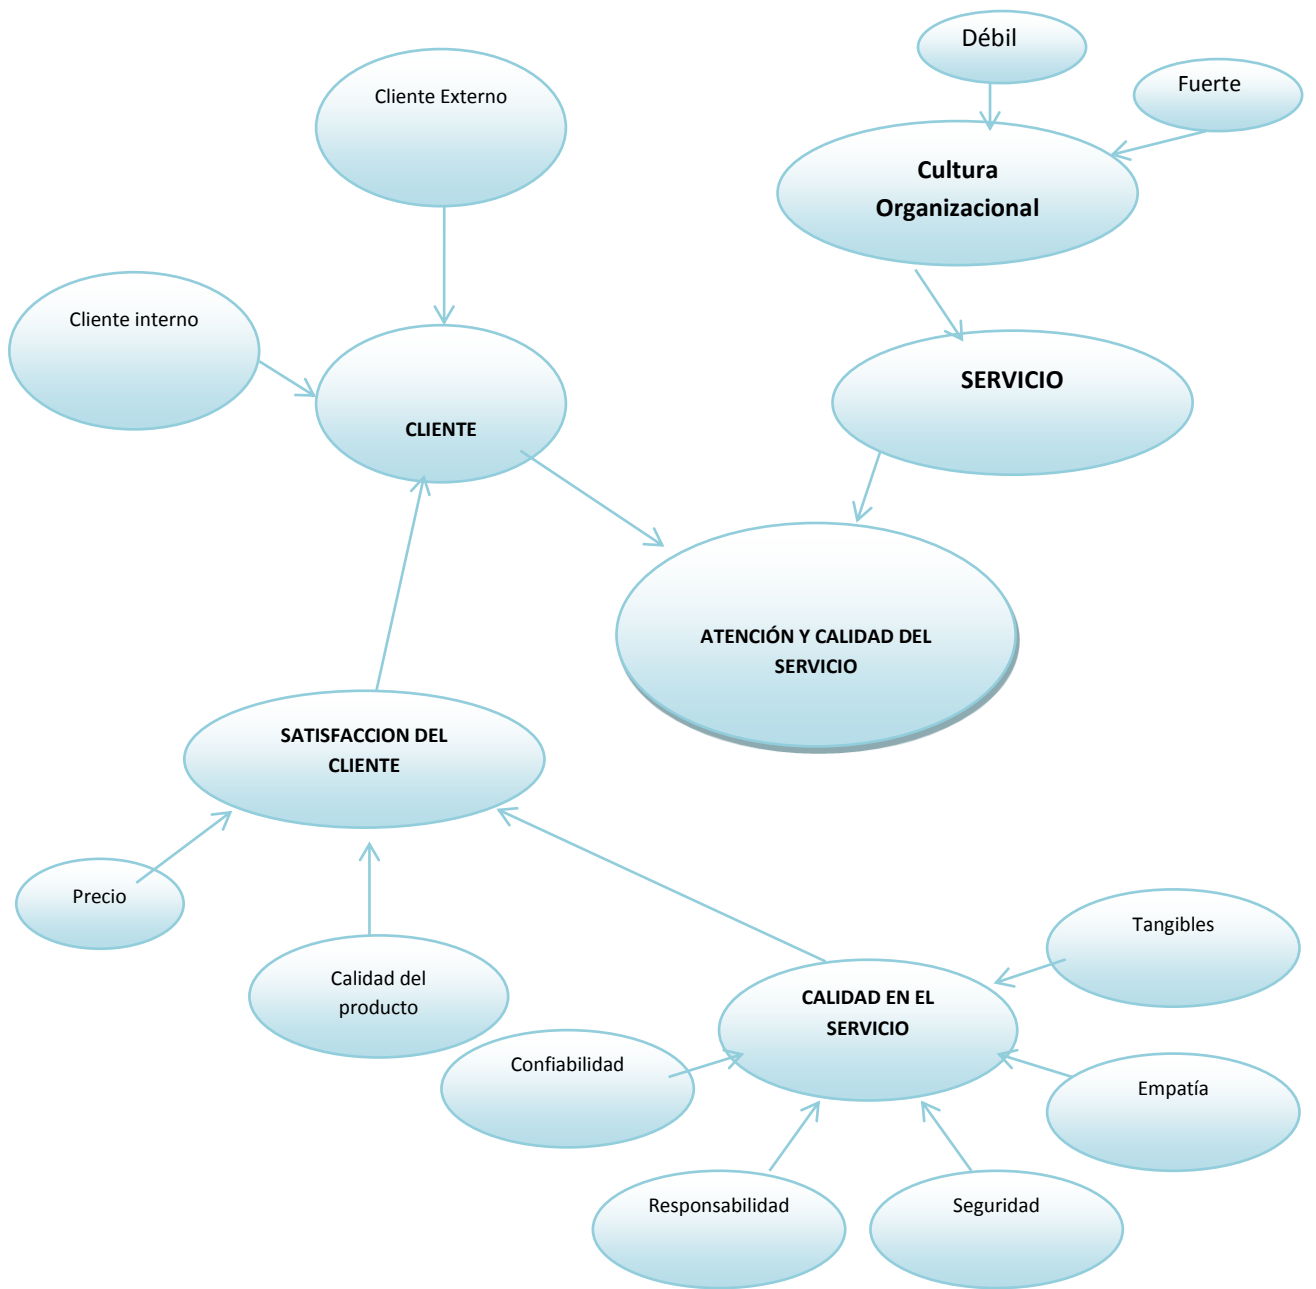 Débil
Fuerte
Cliente Externo
Cultura
Organizacional
Cliente interno
SERVICIO
CLIENTE
ATENCIÓN Y CALIDAD DEL
SERVICIO
SATISFACCION DEL
CLIENTE
Precio
Calidad del
producto
Tangibles
CALIDAD EN EL
SERVICIO
Confiabilidad
Empatía
Responsabilidad
Seguridad